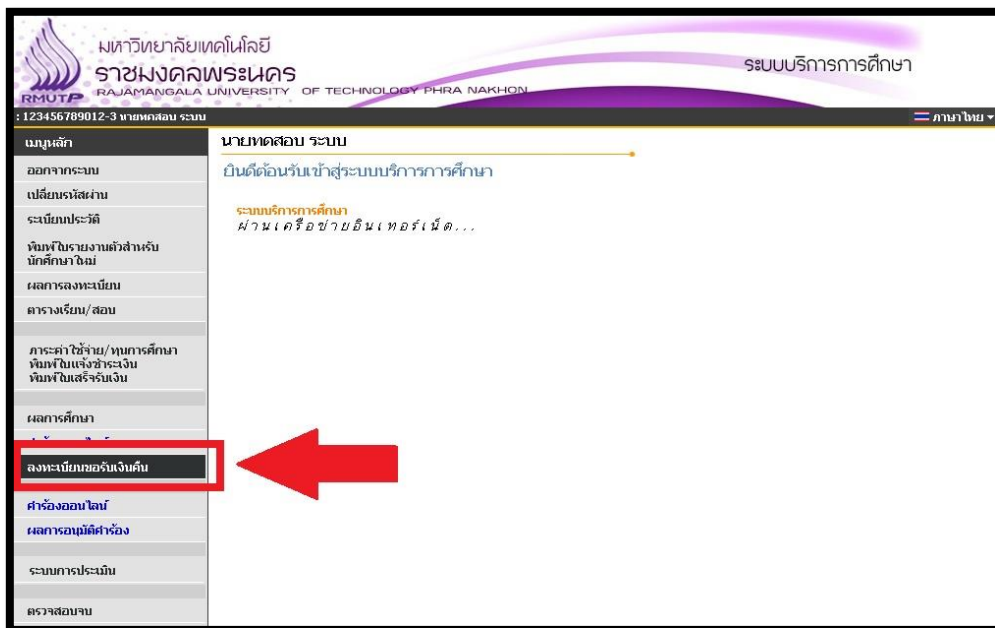 มหาวิทยาลัยเทคโนโลยี
ราชมงคลพระนคร
RAJAMANGALA UNIVERSITY OF TECHNOLOGY PHRA NAKHON
RMUTP
ระบบบริการการศึกษา
: 123456789012-3 นายทดสอบ ระบบ
ภาษาไทย
เมนูหลัก
ออกจากระบบ
เปลี่ยนรหัสผ่าน
ระเบียนประวัติ
พิมพ์ใบรายงานตัวสำหรับ
นักศึกษาใหม่
ผลการลงทะเบียน
ตารางเรียน/สอบ
ภาระค่าใช้จ่าย/ทุนการศึกษา
พิมพ์ใบแจ้งชำระเงิน
พิมพ์ใบเสร็จรับเงิน
ผลการศึกษา
ลงทะเบียนขอรับเงินคืน
คำร้องออนไลน์
ผลการอนุมัติคำร้อง
ระบบการประเมิน
ตรวจสอบจบ
นายทดสอบ ระบบ
ยินดีต้อนรับเข้าสู่ระบบบริการการศึกษา
ระบบบริการการศึกษา
ผ่านเครือข่ายอินเทอร์เน็ต...